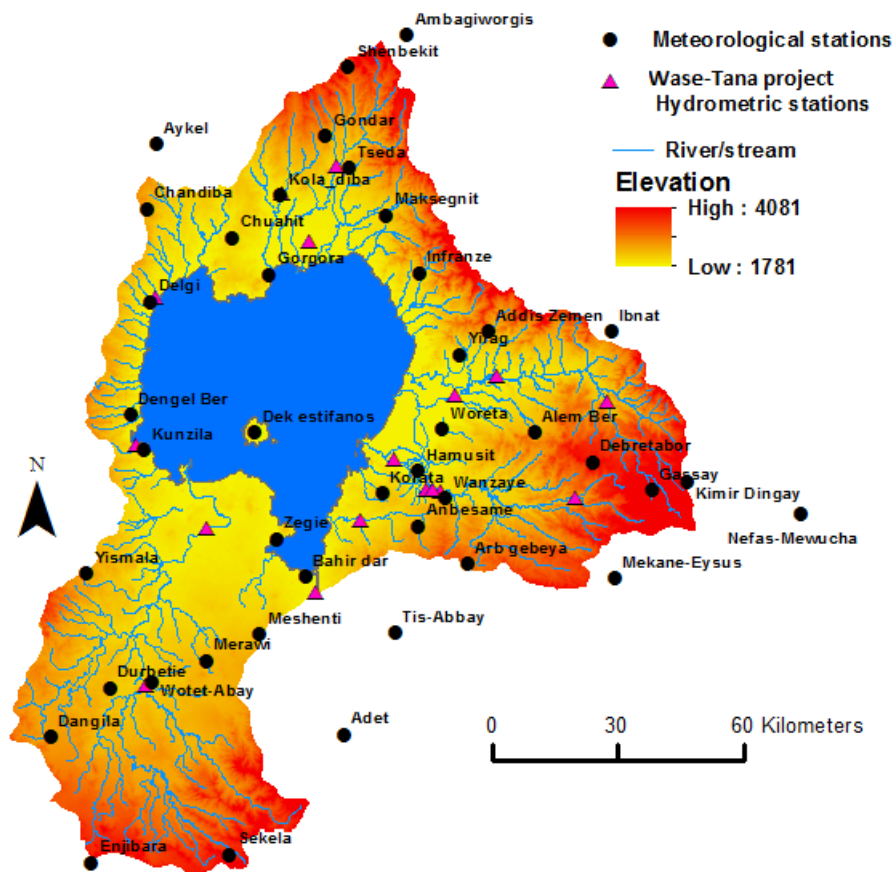 Ambagiworgis
Shenbekit
Meteorological stations
Wase-Tana project
Hydrometric stations
River/stream
Elevation
High : 4081
Low : 1781
Aykel
Gondar
Tseda
Kola_diba
Chandiba
Maksegnit
Chuahit
Gorgora
Infranze
Delgi
Addis Zemen
Ibnat
Yifag
Dengel Ber
Dek estifanos
Woreta
Alem Ber
Kunzila
Hamusit
Debretabor
N
Korata
Wanzaye
Gassay
Kimir Dingay
Anbesame
Nefas-Mewucha
Zegie
Yismala
Bahir dar
Arb gebeya
Mekane-Eysus
Meshenti
Tis-Abbay
Merawi
Durbetie
Wotet-Abay
Dangila
Adet
0 30 60 Kilometers
Enjibara
Sekela